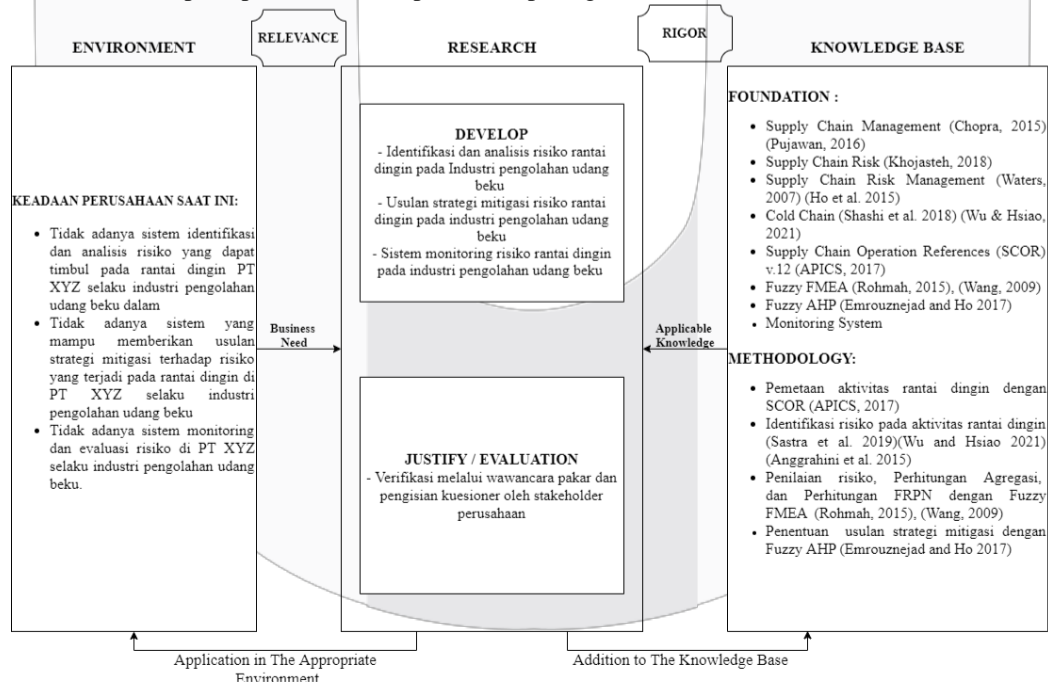 ENVIRONMENT
RELEVANCE
RESEARCH
RIGOR
KNOWLEDGE BASE
KEADAAN PERUSAHAAN SAAT INI:
• Tidak adanya sistem identifikasi
dan analisis risiko yang dapat
timbul pada rantai dingin PT
XYZ selaku industri pengolahan
udang beku dalam
• Tidak adanya sistem yang
mampu memberikan usulan
strategi mitigasi terhadap risiko
yang terjadi pada rantai dingin di
PT XYZ selaku industri
pengolahan udang beku
• Tidak adanya sistem monitoring
dan evaluasi risiko di PT XYZ
selaku industri pengolahan udang
beku.
Business
Need
DEVELOP
- Identifikasi dan analisis risiko rantai
dingin pada Industri pengolahan udang
beku
- Usulan strategi mitigasi risiko rantai
dingin pada industri pengolahan udang
beku
- Sistem monitoring risiko rantai dingin
pada industri pengolahan udang beku
JUSTIFY / EVALUATION
- Verifikasi melalui wawancara pakar dan
pengisian kuesioner oleh stakeholder
perusahaan
Applicable
Knowledge
FOUNDATION :
• Supply Chain Management (Chopra, 2015)
(Pujawan, 2016)
• Supply Chain Risk (Khojasteh, 2018)
• Supply Chain Risk Management (Waters,
2007) (Ho et al. 2015)
• Cold Chain (Shashi et al. 2018) (Wu & Hsiao,
2021)
• Supply Chain Operation References (SCOR)
v.12 (APICS, 2017)
• Fuzzy FMEA (Rohmah, 2015), (Wang, 2009)
• Fuzzy AHP (Emrouznejad and Ho 2017)
• Monitoring System
METHODOLOGY:
• Pemetaan aktivitas rantai dingin dengan
SCOR (APICS, 2017)
• Identifikasi risiko pada aktivitas rantai dingin
(Sastra et al. 2019)(Wu and Hsiao 2021)
(Anggrahini et al. 2015)
• Penilaian risiko, Perhitungan Agregasi,
dan Perhitungan FRPN dengan Fuzzy
FMEA (Rohmah, 2015), (Wang, 2009)
• Penentuan usulan strategi mitigasi dengan
Fuzzy AHP (Emrouznejad and Ho 2017)
Application in The Appropriate
Environment
Addition to The Knowledge Base